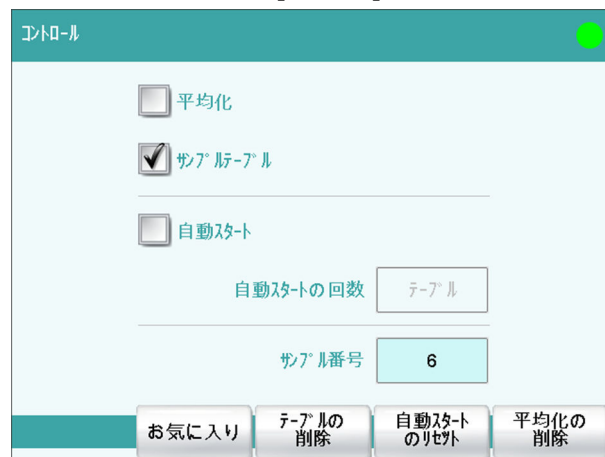 ｺﾝﾄﾛｰﾙ
平均化
ｻﾝﾌﾟﾙﾃｰﾌﾞﾙ
自動ｽﾀｰﾄ
自動ｽﾀｰﾄの回数 ﾃｰﾌﾞﾙ
ｻﾝﾌﾟﾙ番号 6
お気に入り
ﾃｰﾌﾞﾙの
削除
自動ｽﾀｰﾄ
のﾘｾｯﾄ
平均化の
削除